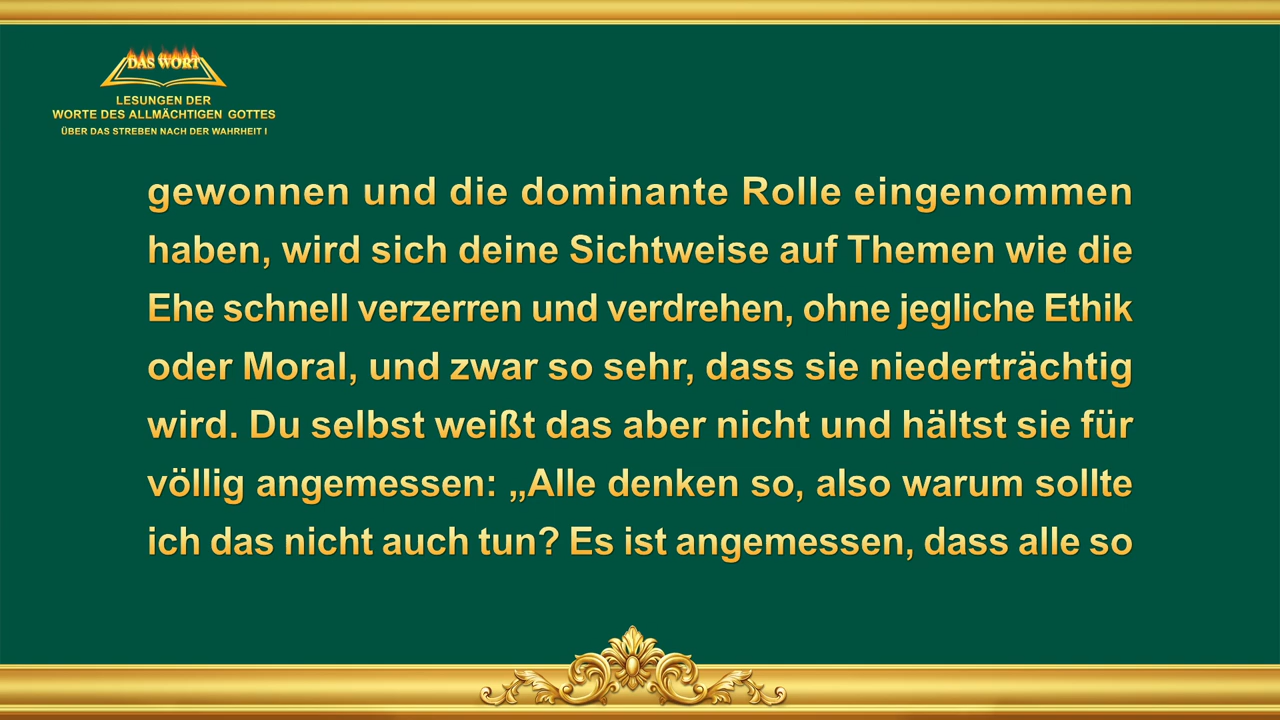 DAS WORT
LESUNGEN DER
WORTE DES ALLMÄCHTIGEN GOTTES
ÜBER DAS STREBEN NACH DER WAHRHEIT I
gewonnen und die dominante Rolle eingenommen
haben, wird sich deine Sichtweise auf Themen wie die
Ehe schnell verzerren und verdrehen, ohne jegliche Ethik
oder Moral, und zwar so sehr, dass sie niederträchtig
wird. Du selbst weißt das aber nicht und hältst sie für
völlig angemessen: „Alle denken so, also warum sollte
ich das nicht auch tun? Es ist angemessen, dass alle so